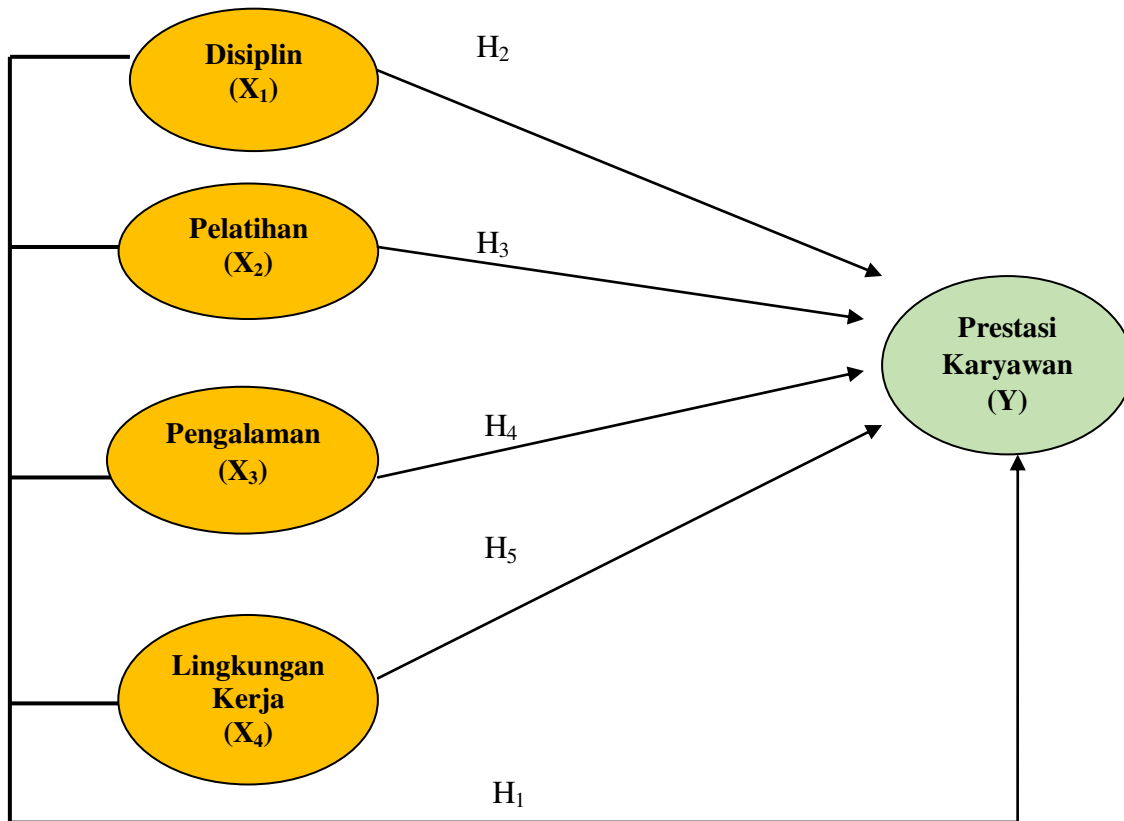 Disiplin
(X₁)
H₂
Pelatihan
(X₂)
H₃
Prestasi
Karyawan
(Y)
Pengalaman
(X₃)
H₄
H₅
Lingkungan
Kerja
(X₄)
H₁